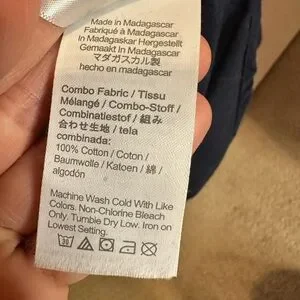 Made in Madagascar
Fabriqué à Madagascar
In Madagaskar Hergestellt
Gemaakt in Madagaskar
マダガスカル製
hecho en madagascar
Combo Fabric / Tissu
Mélangé / Combo-Stoff /
Combinatiestof / 組み
合わせ生地 / tela
combinada:
100% Cotton / Coton /
Baumwolle / Katoen / 綿 /
algodón
Machine Wash Cold With Like
Colors. Non-Chlorine Bleach
Only. Tumble Dry Low. Iron on
Lowest Setting.
30